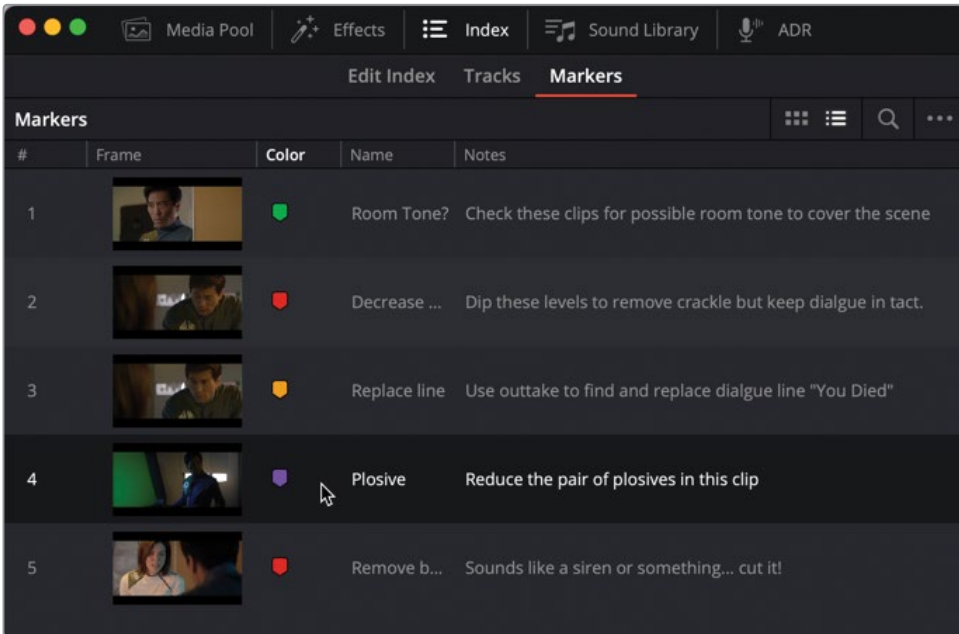 Media Pool Effects Index Sound Library ADR
Edit Index Tracks Markers
Markers
# Frame Color Name Notes
1 Room Tone? Check these clips for possible room tone to cover the scene
2 Decrease ... Dip these levels to remove crackle but keep dialgue in tact.
3 Replace line Use outtake to find and replace dialgue line "You Died"
4 Plosive Reduce the pair of plosives in this clip
5 Remove b... Sounds like a siren or something... cut it!